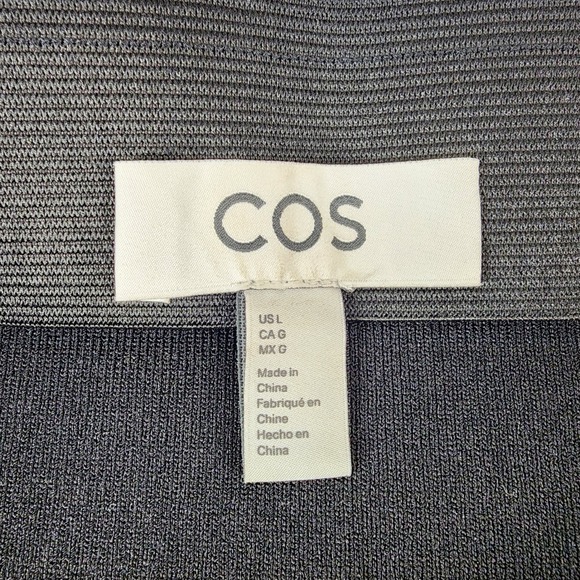 COS
US L
CA G
MX G
Made in
China
Fabriqué en
Chine
Hecho en
China